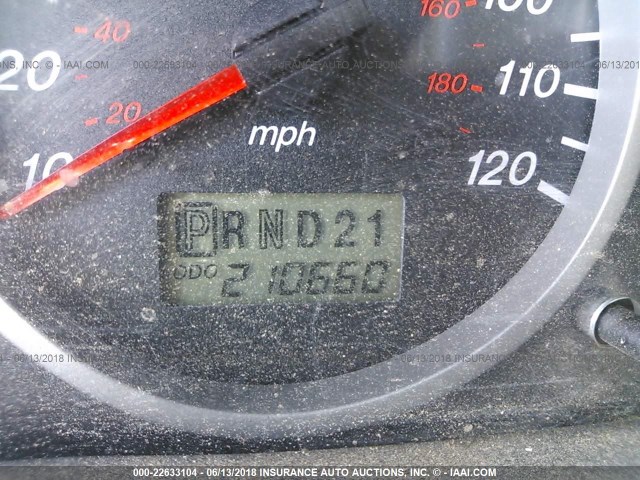 160 100
40
20
180 110
20
mph
10
120
PRND21
ODO 210660
000-22633104 - 06/13/2018 INSURANCE AUTO AUCTIONS, INC. - © IAAI.COM